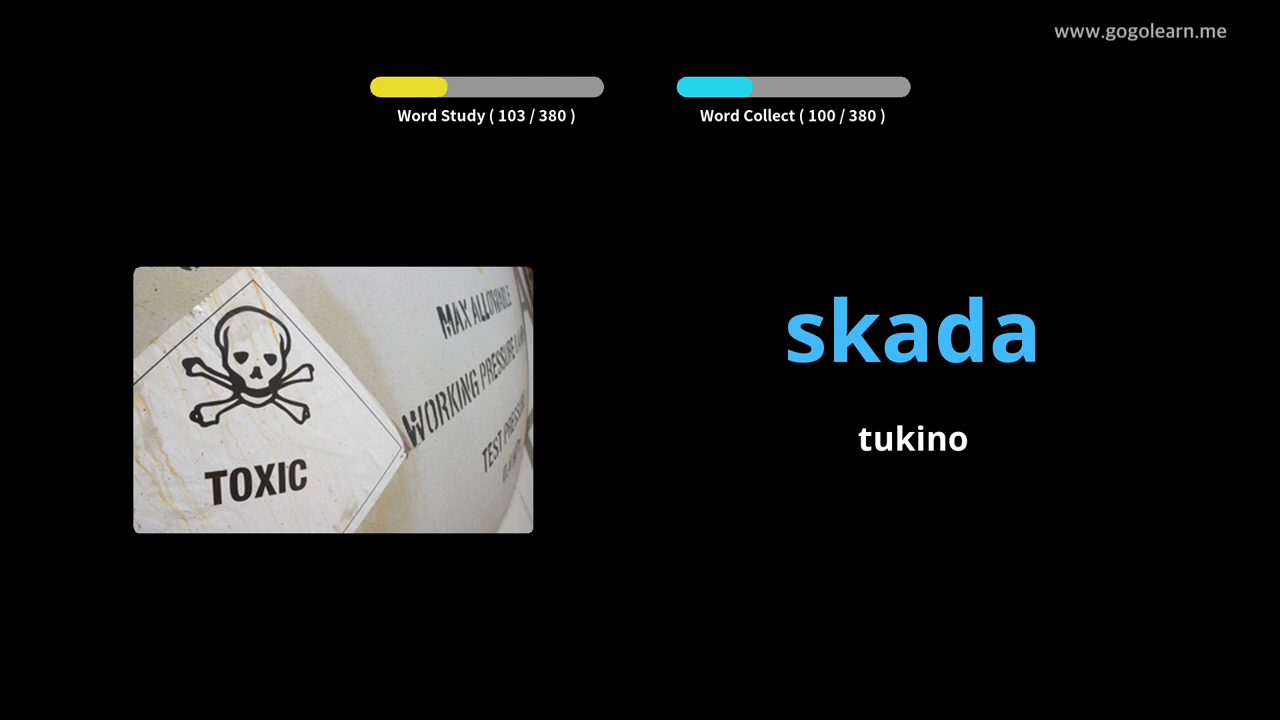 www.gogolearn.me
Word Study ( 103 / 380 )
Word Collect ( 100 / 380 )
MAX ALLOWABLE
WORKING PRESSURE
TEST PRESSURE
TOXIC
skada
tukino